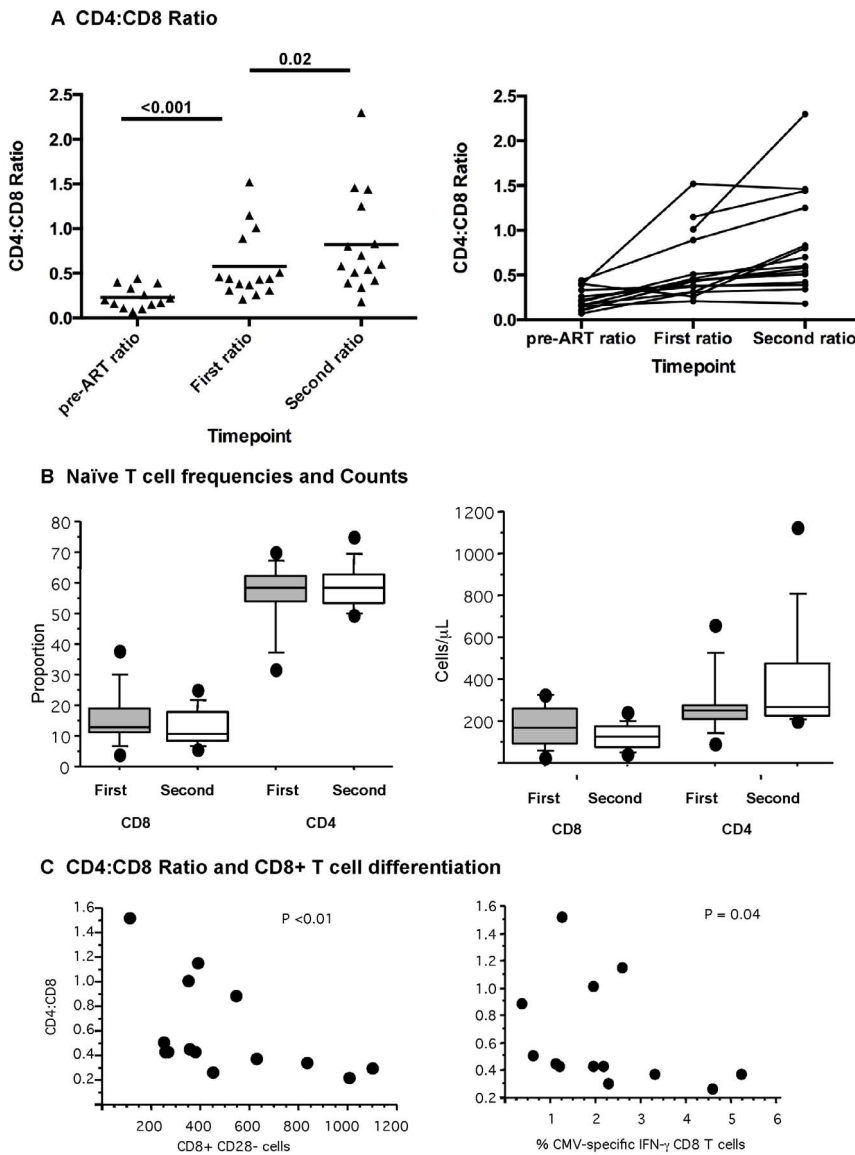 A CD4:CD8 Ratio
0.02
<0.001
2.5
2.0
1.5
1.0
0.5
0.0
CD4:CD8 Ratio
pre-ART ratio
First ratio
Second ratio
Timepoint
2.5
2.0
1.5
1.0
0.5
0.0
CD4:CD8 Ratio
pre-ART ratio First ratio Second ratio
Timepoint
B Naïve T cell frequencies and Counts
80
70
60
50
40
30
20
10
0
Proportion
First Second First Second
CD8 CD4
1200
1000
800
600
400
200
Cells/µL
First Second First Second
CD8 CD4
C CD4:CD8 Ratio and CD8+ T cell differentiation
P <0.01
1.6
1.4
1.2
1.0
0.8
0.6
0.4
0.2
CD4:CD8
200 400 600 800 1000 1200
CD8+ CD28- cells
P = 0.04
1.6
1.4
1.2
1.0
0.8
0.6
0.4
0.2
1 2 3 4 5 6
% CMV-specific IFN-γ CD8 T cells